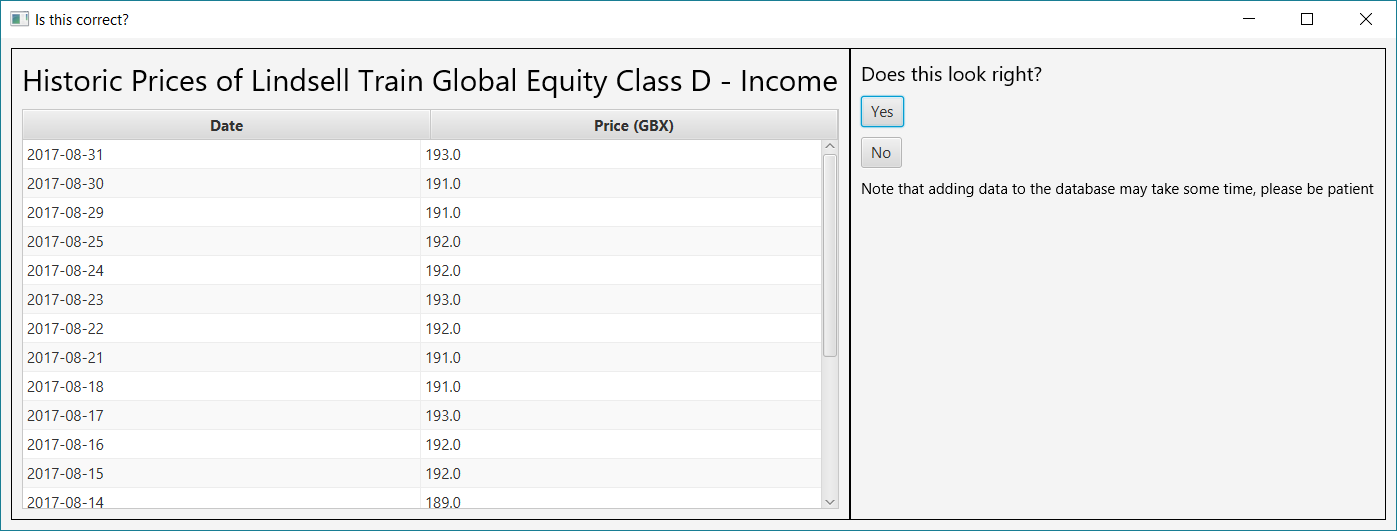 Is this correct?
Historic Prices of Lindsell Train Global Equity Class D - Income
Date Price (GBX)
2017-08-31 193.0
2017-08-30 191.0
2017-08-29 191.0
2017-08-25 192.0
2017-08-24 192.0
2017-08-23 193.0
2017-08-22 192.0
2017-08-21 191.0
2017-08-18 191.0
2017-08-17 193.0
2017-08-16 192.0
2017-08-15 192.0
2017-08-14 189.0
Does this look right?
Yes
No
Note that adding data to the database may take some time, please be patient